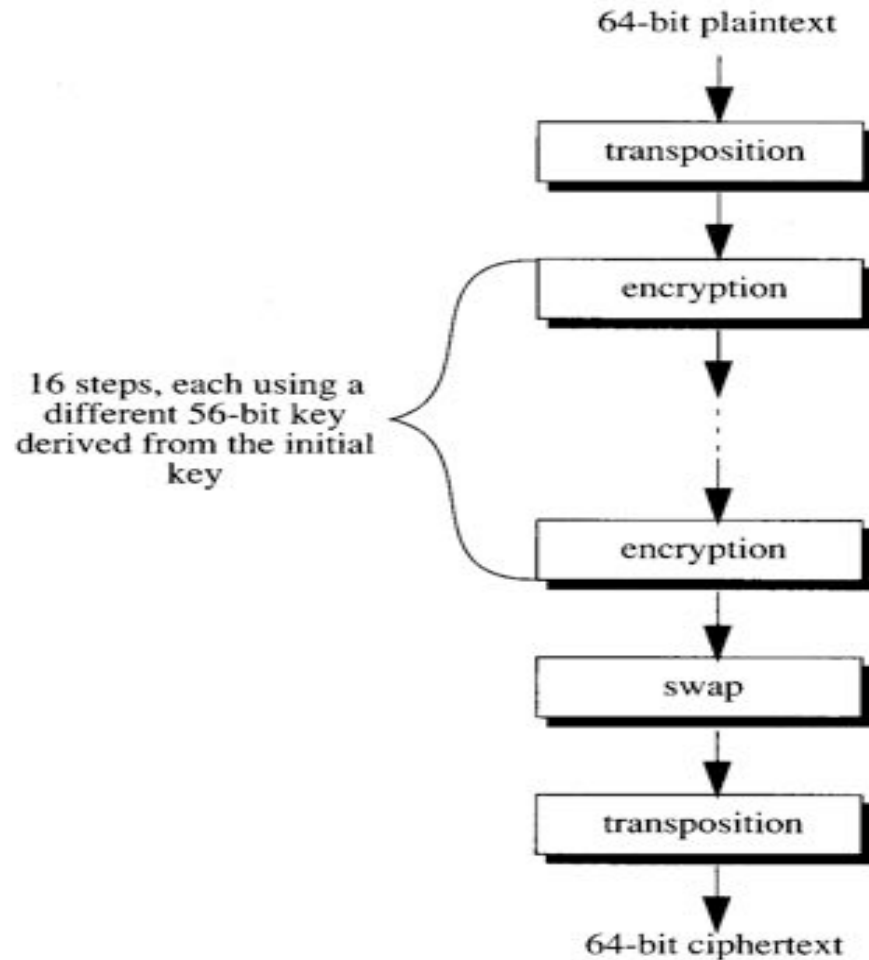 64-bit plaintext
transposition
encryption
16 steps, each using a
different 56-bit key
derived from the initial
key
encryption
swap
transposition
64-bit ciphertext